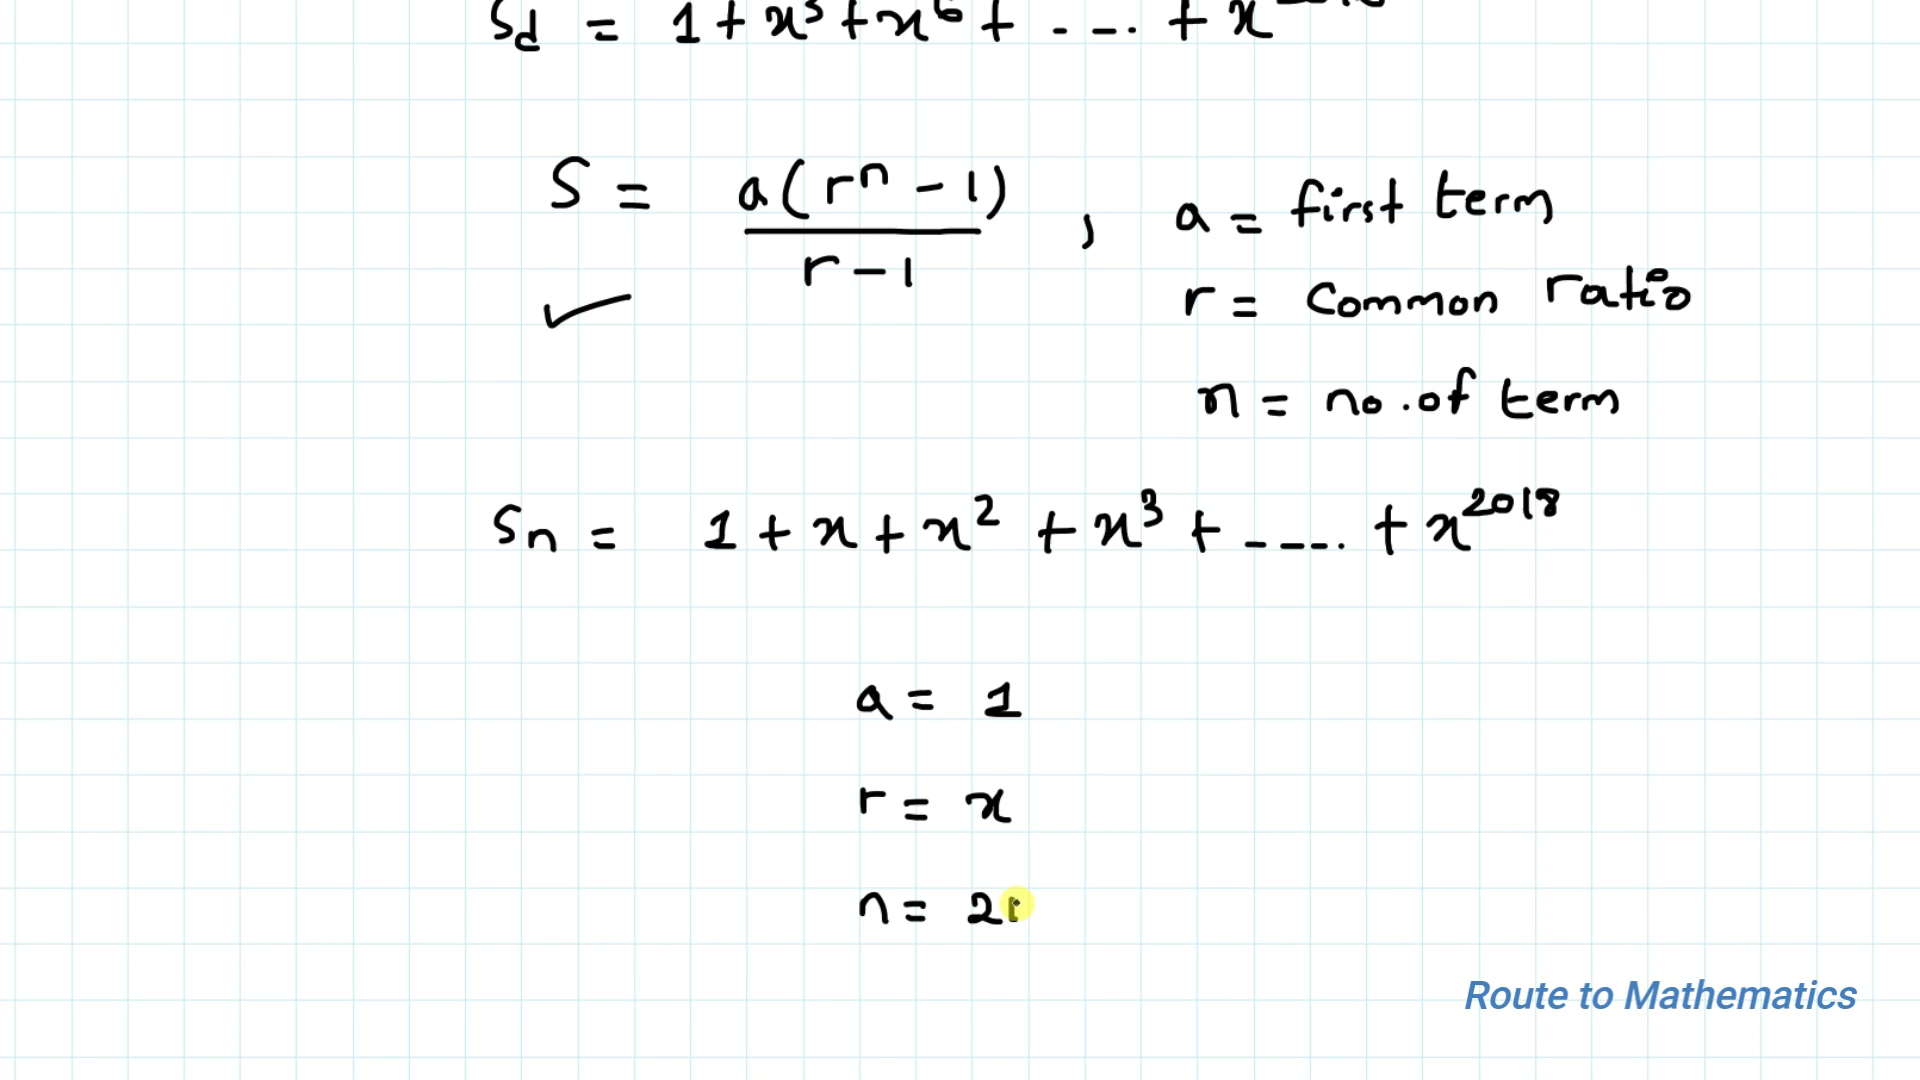 Sd = 1 + x³ + x⁶ + - - - . + x
S = a(rⁿ - 1) / r - 1 , a = first term
r = Common ratio
n = no. of term
Sn = 1 + x + x² + x³ + - - - - . + x²⁰¹⁸
a = 1
r = x
n = 2
Route to Mathematics